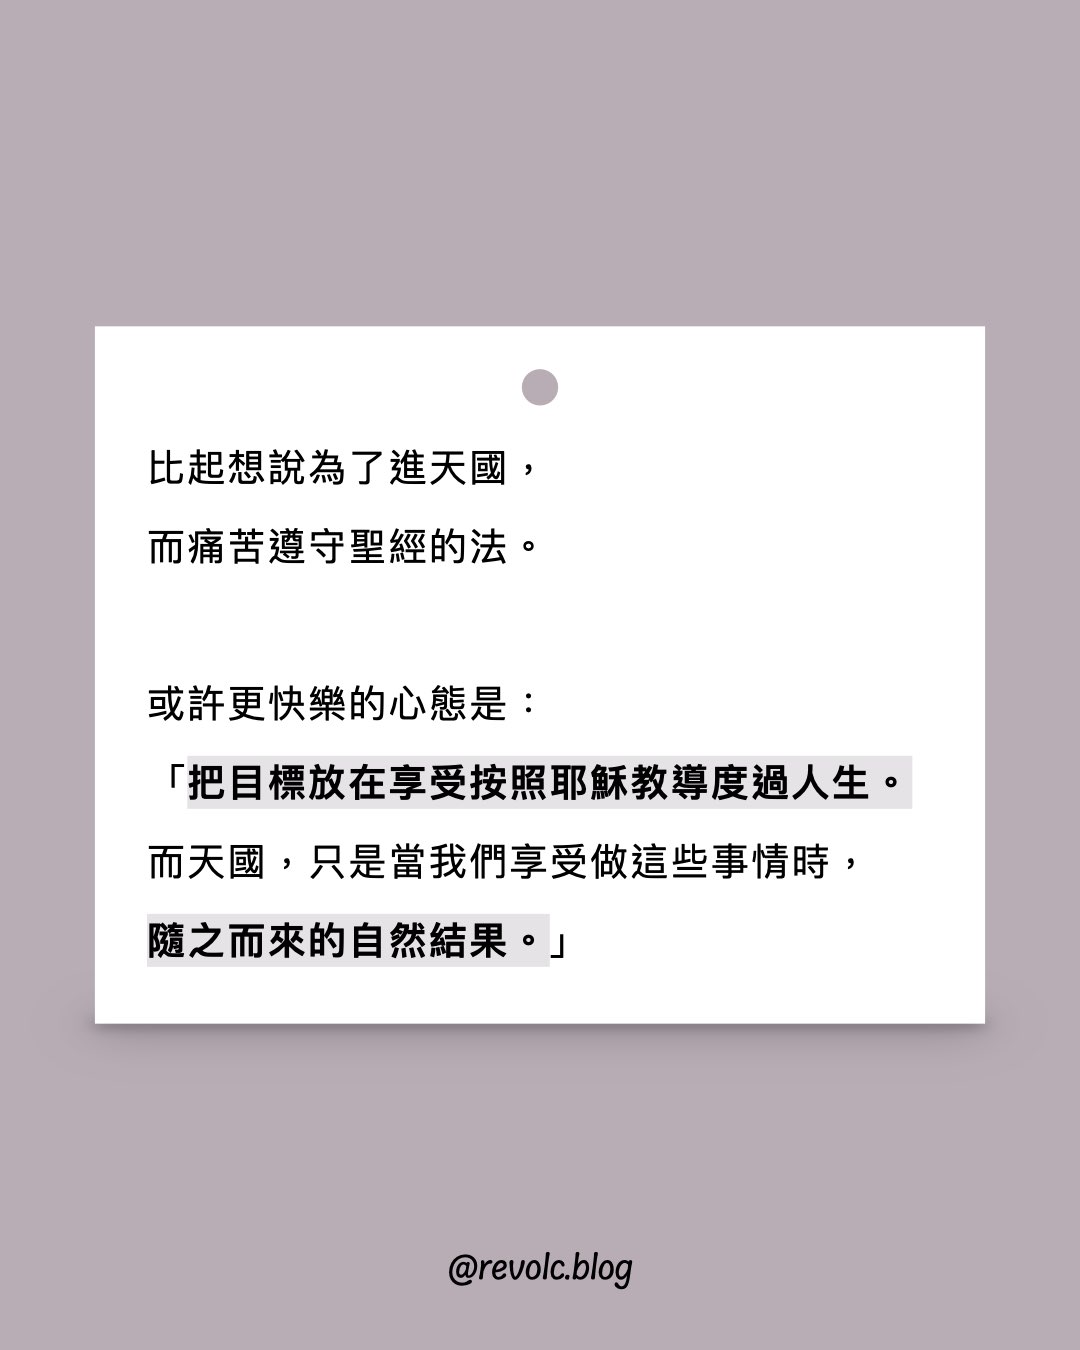 比起想說為了進天國，
而痛苦遵守聖經的法。
或許更快樂的心態是：
「把目標放在享受按照耶穌教導度過人生。
而天國，只是當我們享受做這些事情時，
隨之而來的自然結果。」
@revolc.blog